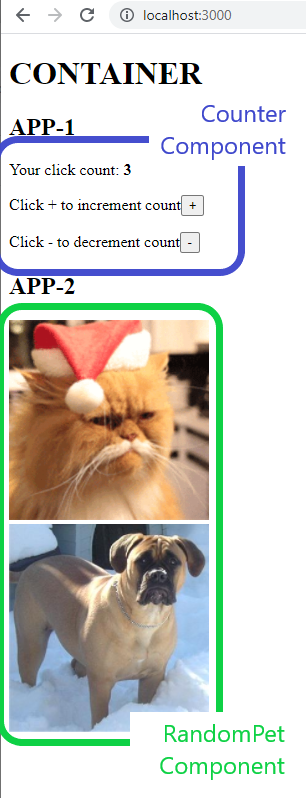 localhost:3000
CONTAINER
Counter
Component
APP-1
Your click count: 3
Click + to increment count +
Click - to decrement count -
APP-2
RandomPet
Component